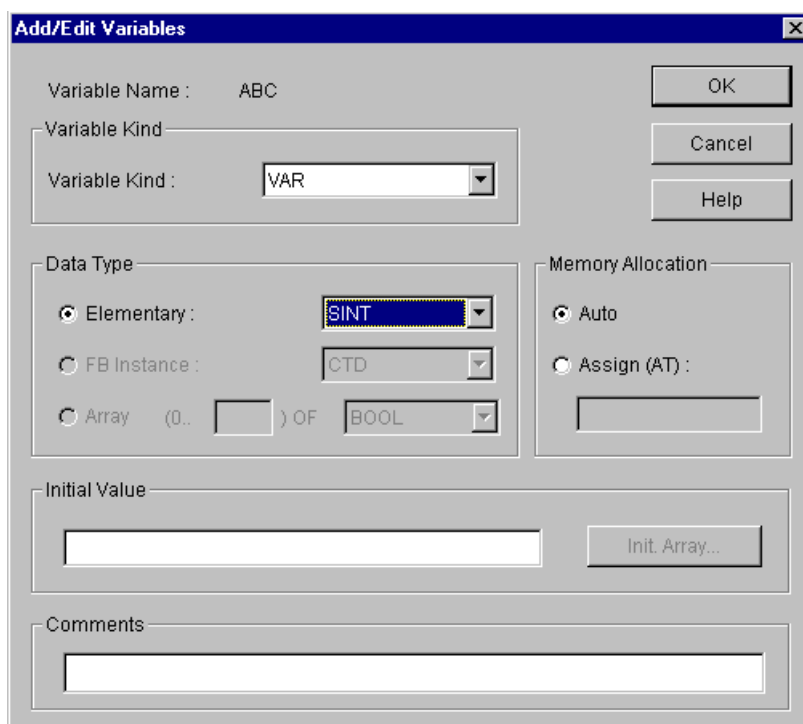 Add/Edit Variables
Variable Name : ABC
OK
Variable Kind
Cancel
Variable Kind : VAR
Help
Data Type
Memory Allocation
Elementary : SINT
Auto
FB Instance : CTD
Assign (AT) :
Array (0.. ) OF BOOL
Initial Value
Init. Array...
Comments